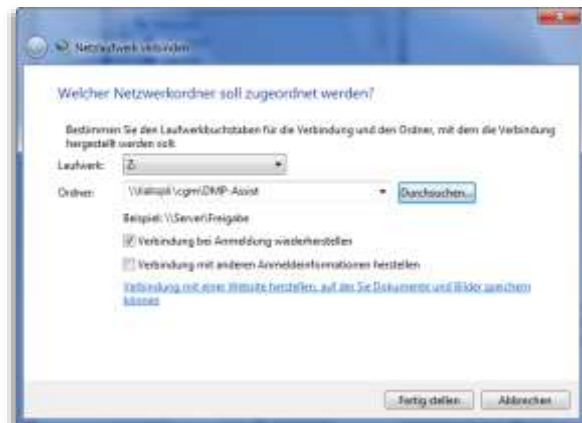 Netzlaufwerk verbinden
Welcher Netzwerkordner soll zugeordnet werden?
Bestimmen Sie den Laufwerkbuchstaben für die Verbindung und den Ordner, mit dem die Verbindung
hergestellt werden soll:
Laufwerk: Z:
Ordner: \cgm\DMP-Assist Durchsuchen...
Beispiel: \\Server\Freigabe
Verbindung bei Anmeldung wiederherstellen
Verbindung mit anderen Anmeldeinformationen herstellen
Verbindung mit einer Website herstellen, auf der Sie Dokumente und Bilder speichern
können
Fertig stellen Abbrechen